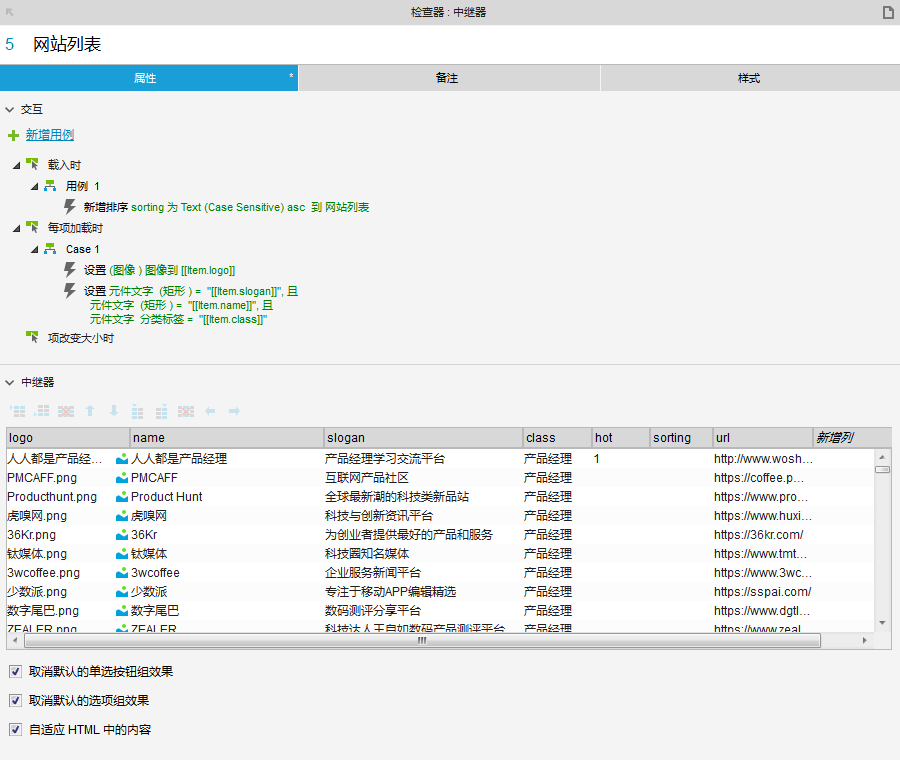 检查器 : 中继器
5 网站列表
属性 * 备注 样式
交互
新增用例
载入时
用例 1
新增排序 sorting 为 Text (Case Sensitive) asc 到 网站列表
每项加载时
Case 1
设置 (图像 ) 图像到 [[Item.logo]]
设置 元件文字 (矩形 ) = "[[Item.slogan]]", 且
元件文字 (矩形 ) = "[[Item.name]]", 且
元件文字 分类标签 = "[[Item.class]]"
项改变大小时
中继器
logo name slogan class hot sorting url 新增列
人人都是产品经... 人人都是产品经理 产品经理学习交流平台 产品经理 1 http://www.wosh...
PMCAFF.png PMCAFF 互联网产品社区 产品经理 https://coffee.p...
Producthunt.png Product Hunt 全球最新潮的科技类新品站 产品经理 https://www.pro...
虎嗅网.png 虎嗅网 科技与创新资讯平台 产品经理 https://www.huxi...
36Kr.png 36Kr 为创业者提供最好的产品和服务 产品经理 https://36kr.com/
钛媒体.png 钛媒体 科技圈知名媒体 产品经理 https://www.tmt...
3wcoffee.png 3wcoffee 企业服务新闻平台 产品经理 https://www.3wc...
少数派.png 少数派 专注于移动APP编辑精选 产品经理 https://sspai.com/
数字尾巴.png 数字尾巴 数码测评分享平台 产品经理 https://www.dgtl...
ZEALER.png ZEALER 科技达人王自如数码产品测评平台 产品经理 https://www.zeal...
取消默认的单选按钮组效果
取消默认的选项组效果
自适应 HTML 中的内容